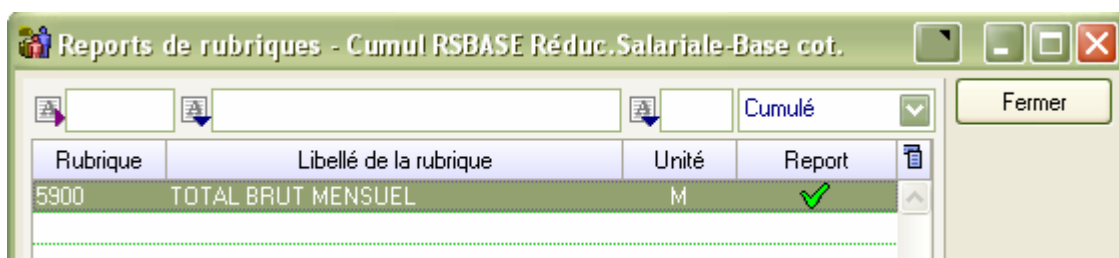 Reports de rubriques - Cumul RSBASE Réduc.Salariale-Base cot.
Cumulé
Fermer
Rubrique Libellé de la rubrique Unité Report
5900 TOTAL BRUT MENSUEL M